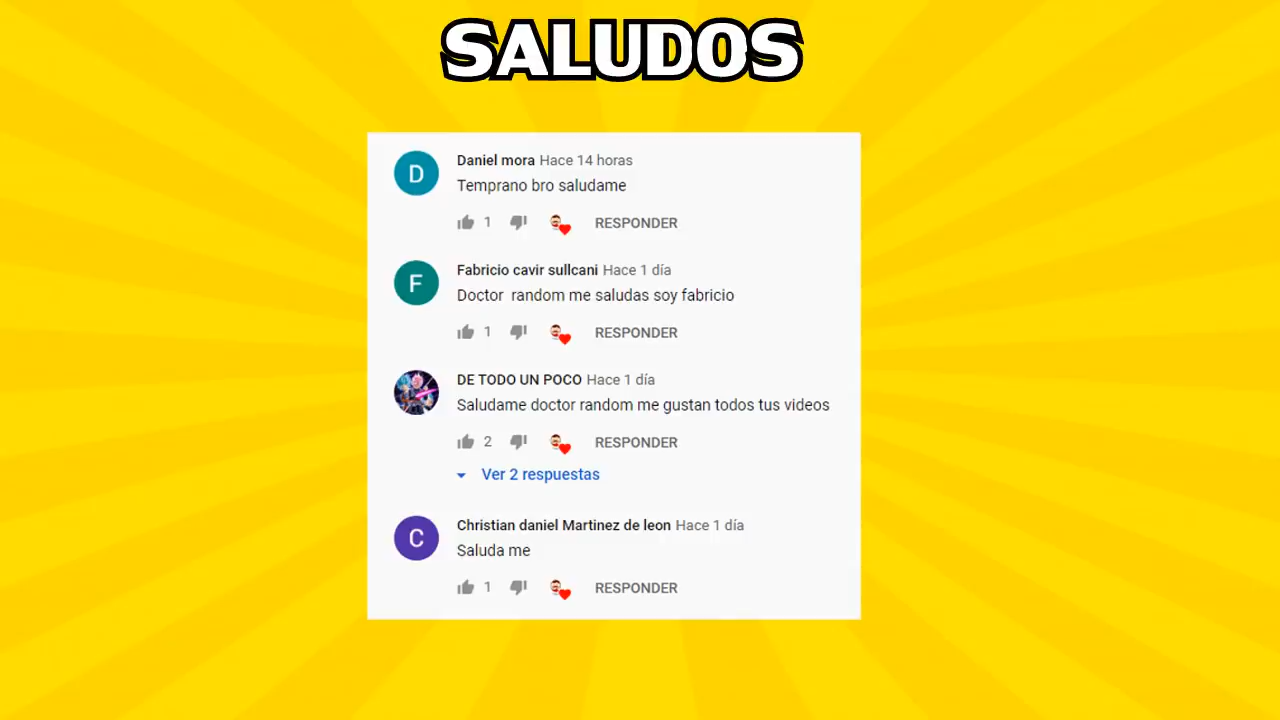 SALUDOS
D
Daniel mora Hace 14 horas
Temprano bro saludame
1 RESPONDER
F
Fabricio cavir sullcani Hace 1 día
Doctor random me saludas soy fabricio
1 RESPONDER
DE TODO UN POCO Hace 1 día
Saludame doctor random me gustan todos tus videos
2 RESPONDER
Ver 2 respuestas
C
Christian daniel Martinez de leon Hace 1 día
Saluda me
1 RESPONDER